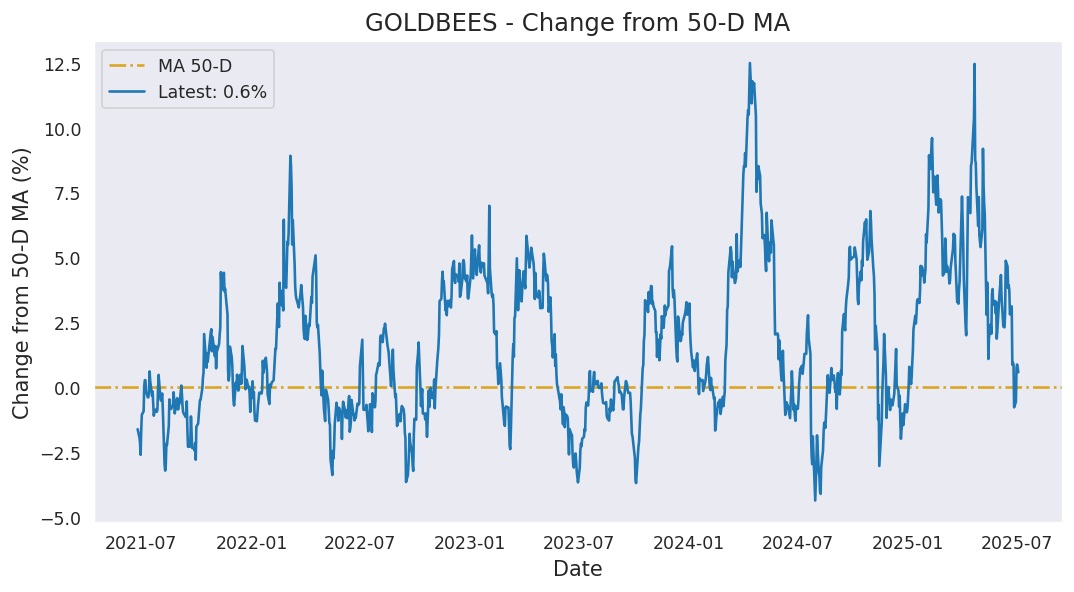 GOLDBEES - Change from 50-D MA
MA 50-D
Latest: 0.6%
Change from 50-D MA (%)
12.5
10.0
7.5
5.0
2.5
0.0
−2.5
−5.0
2021-07 2022-01 2022-07 2023-01 2023-07 2024-01 2024-07 2025-01 2025-07
Date